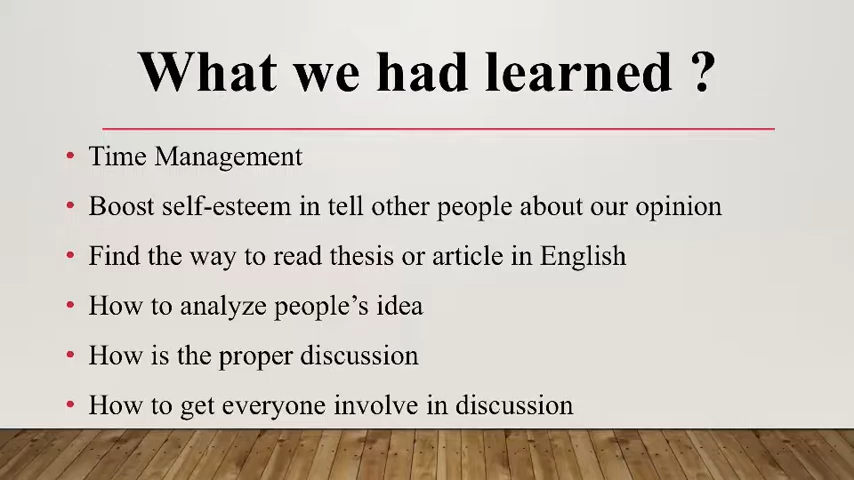 What we had learned ?
• Time Management
• Boost self-esteem in tell other people about our opinion
• Find the way to read thesis or article in English
• How to analyze people’s idea
• How is the proper discussion
• How to get everyone involve in discussion